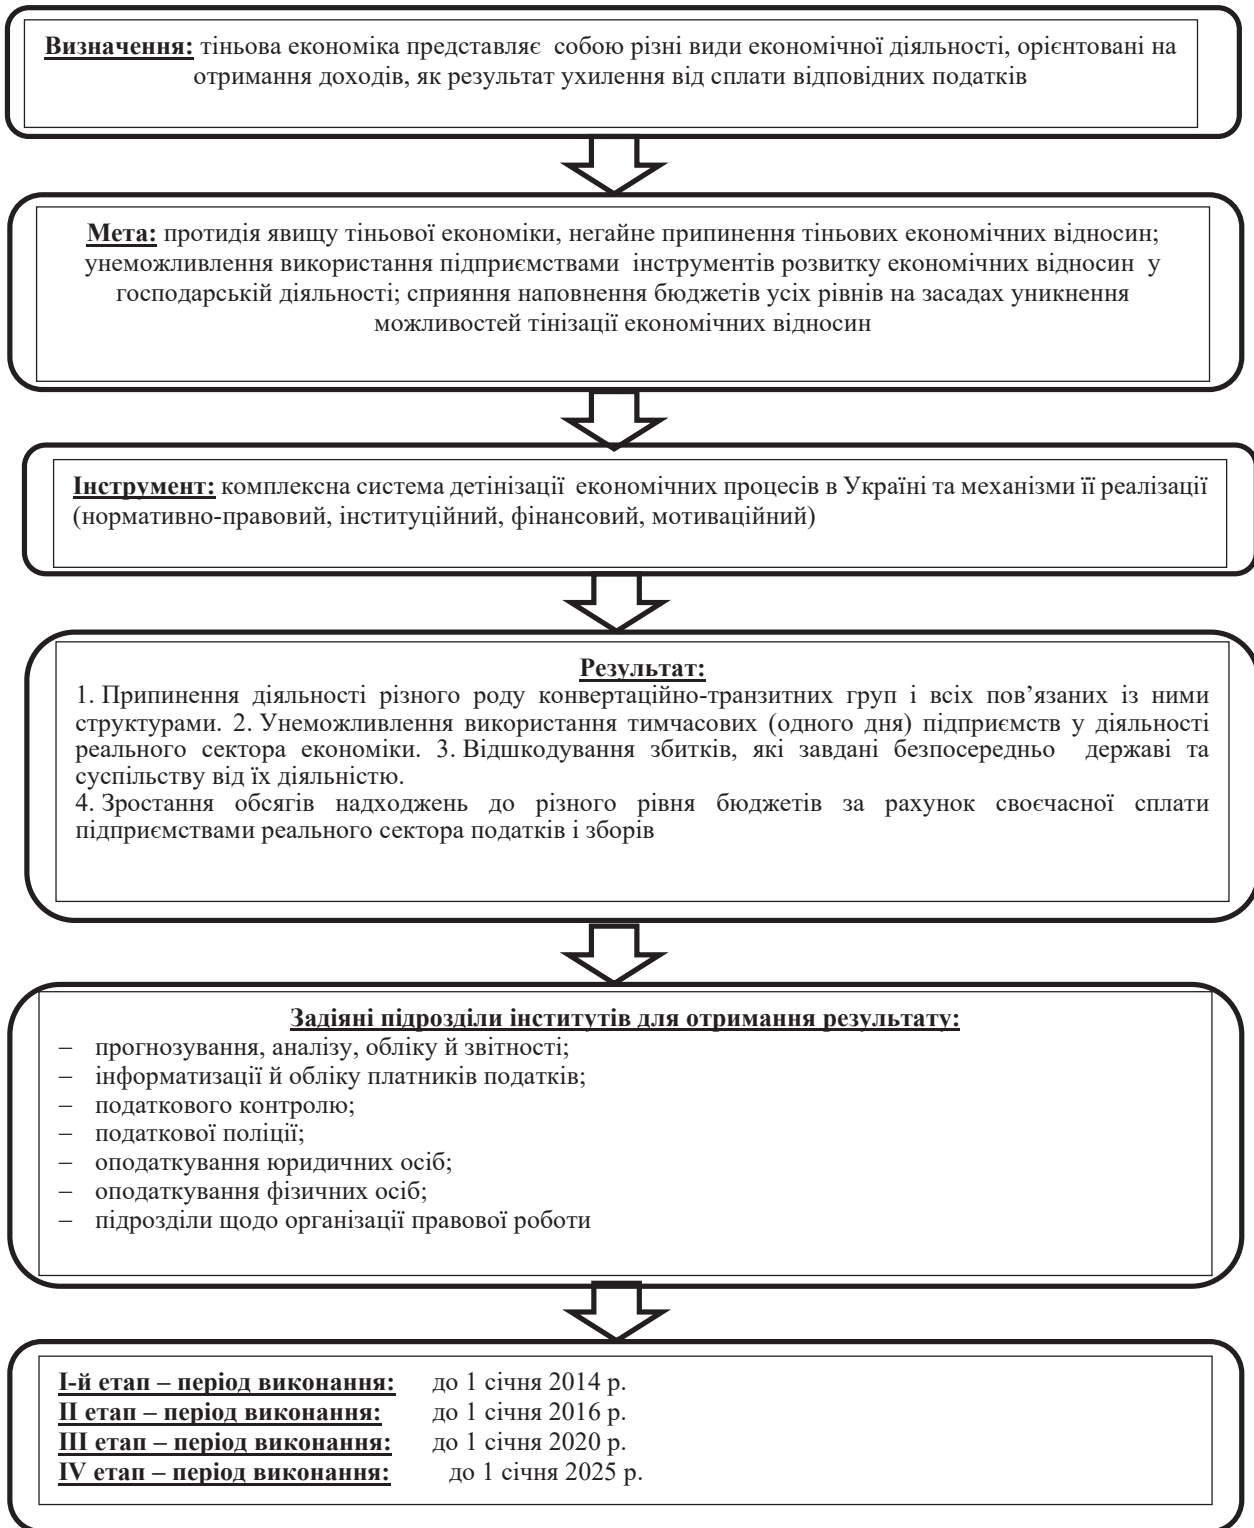 Визначення: тіньова економіка представляє собою різні види економічної діяльності, орієнтовані на
отримання доходів, як результат ухилення від сплати відповідних податків
Мета: протидія явищу тіньової економіки, негайне припинення тіньових економічних відносин;
унеможливлення використання підприємствами інструментів розвитку економічних відносин у
господарській діяльності; сприяння наповнення бюджетів усіх рівнів на засадах уникнення
можливостей тінізації економічних відносин
Інструмент: комплексна система детінізації економічних процесів в Україні та механізми її реалізації
(нормативно-правовий, інституційний, фінансовий, мотиваційний)
Результат:
1. Припинення діяльності різного роду конвертаційно-транзитних груп і всіх пов’язаних із ними
структурами. 2. Унеможливлення використання тимчасових (одного дня) підприємств у діяльності
реального сектора економіки. 3. Відшкодування збитків, які завдані безпосередньо державі та
суспільству від їх діяльністю.
4. Зростання обсягів надходжень до різного рівня бюджетів за рахунок своєчасної сплати
підприємствами реального сектора податків і зборів
Задіяні підрозділи інститутів для отримання результату:
– прогнозування, аналізу, обліку й звітності;
– інформатизації й обліку платників податків;
– податкового контролю;
– податкової поліції;
– оподаткування юридичних осіб;
– оподаткування фізичних осіб;
– підрозділи щодо організації правової роботи
І-й етап – період виконання: до 1 січня 2014 р.
ІІ етап – період виконання: до 1 січня 2016 р.
ІІІ етап – період виконання: до 1 січня 2020 р.
IV етап – період виконання: до 1 січня 2025 р.